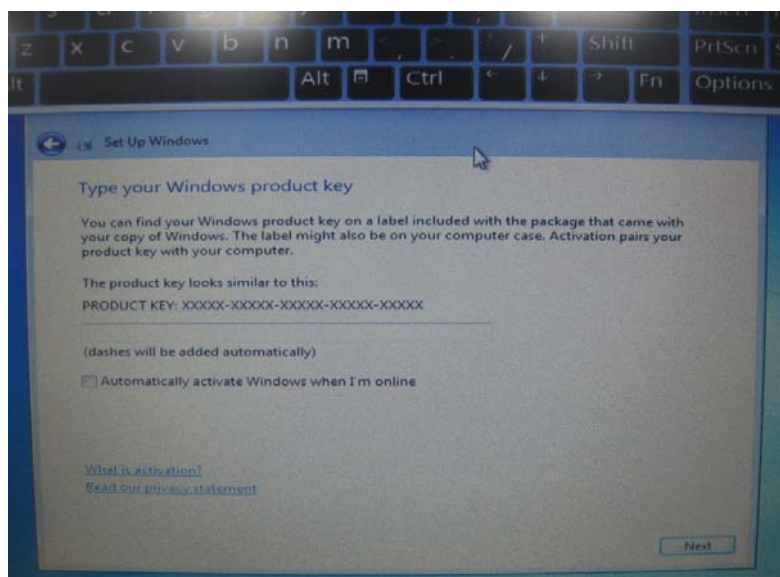 z x c v b n m < , > . ? / ↑ Shift PrtScn
lt Alt Ctrl ← ↓ → Fn Options
Set Up Windows
Type your Windows product key
You can find your Windows product key on a label included with the package that came with
your copy of Windows. The label might also be on your computer case. Activation pairs your
product key with your computer.
The product key looks similar to this:
PRODUCT KEY: XXXXX-XXXXX-XXXXX-XXXXX-XXXXX
(dashes will be added automatically)
Automatically activate Windows when I'm online
What is activation?
Read our privacy statement
Next